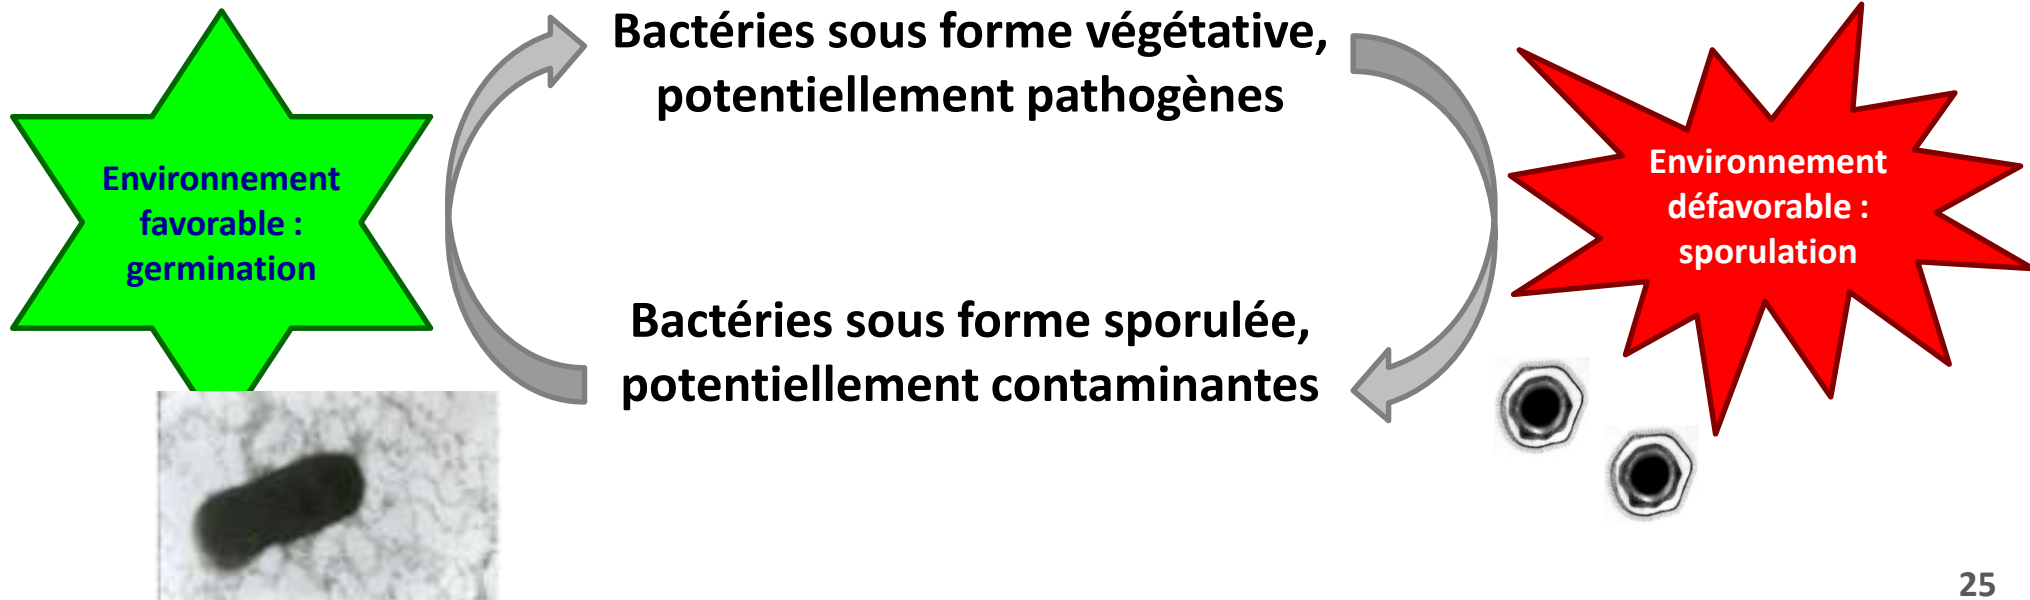 Bactéries sous forme végétative,
potentiellement pathogènes
Environnement
favorable :
germination
Environnement
défavorable :
sporulation
Bactéries sous forme sporulée,
potentiellement contaminantes
25